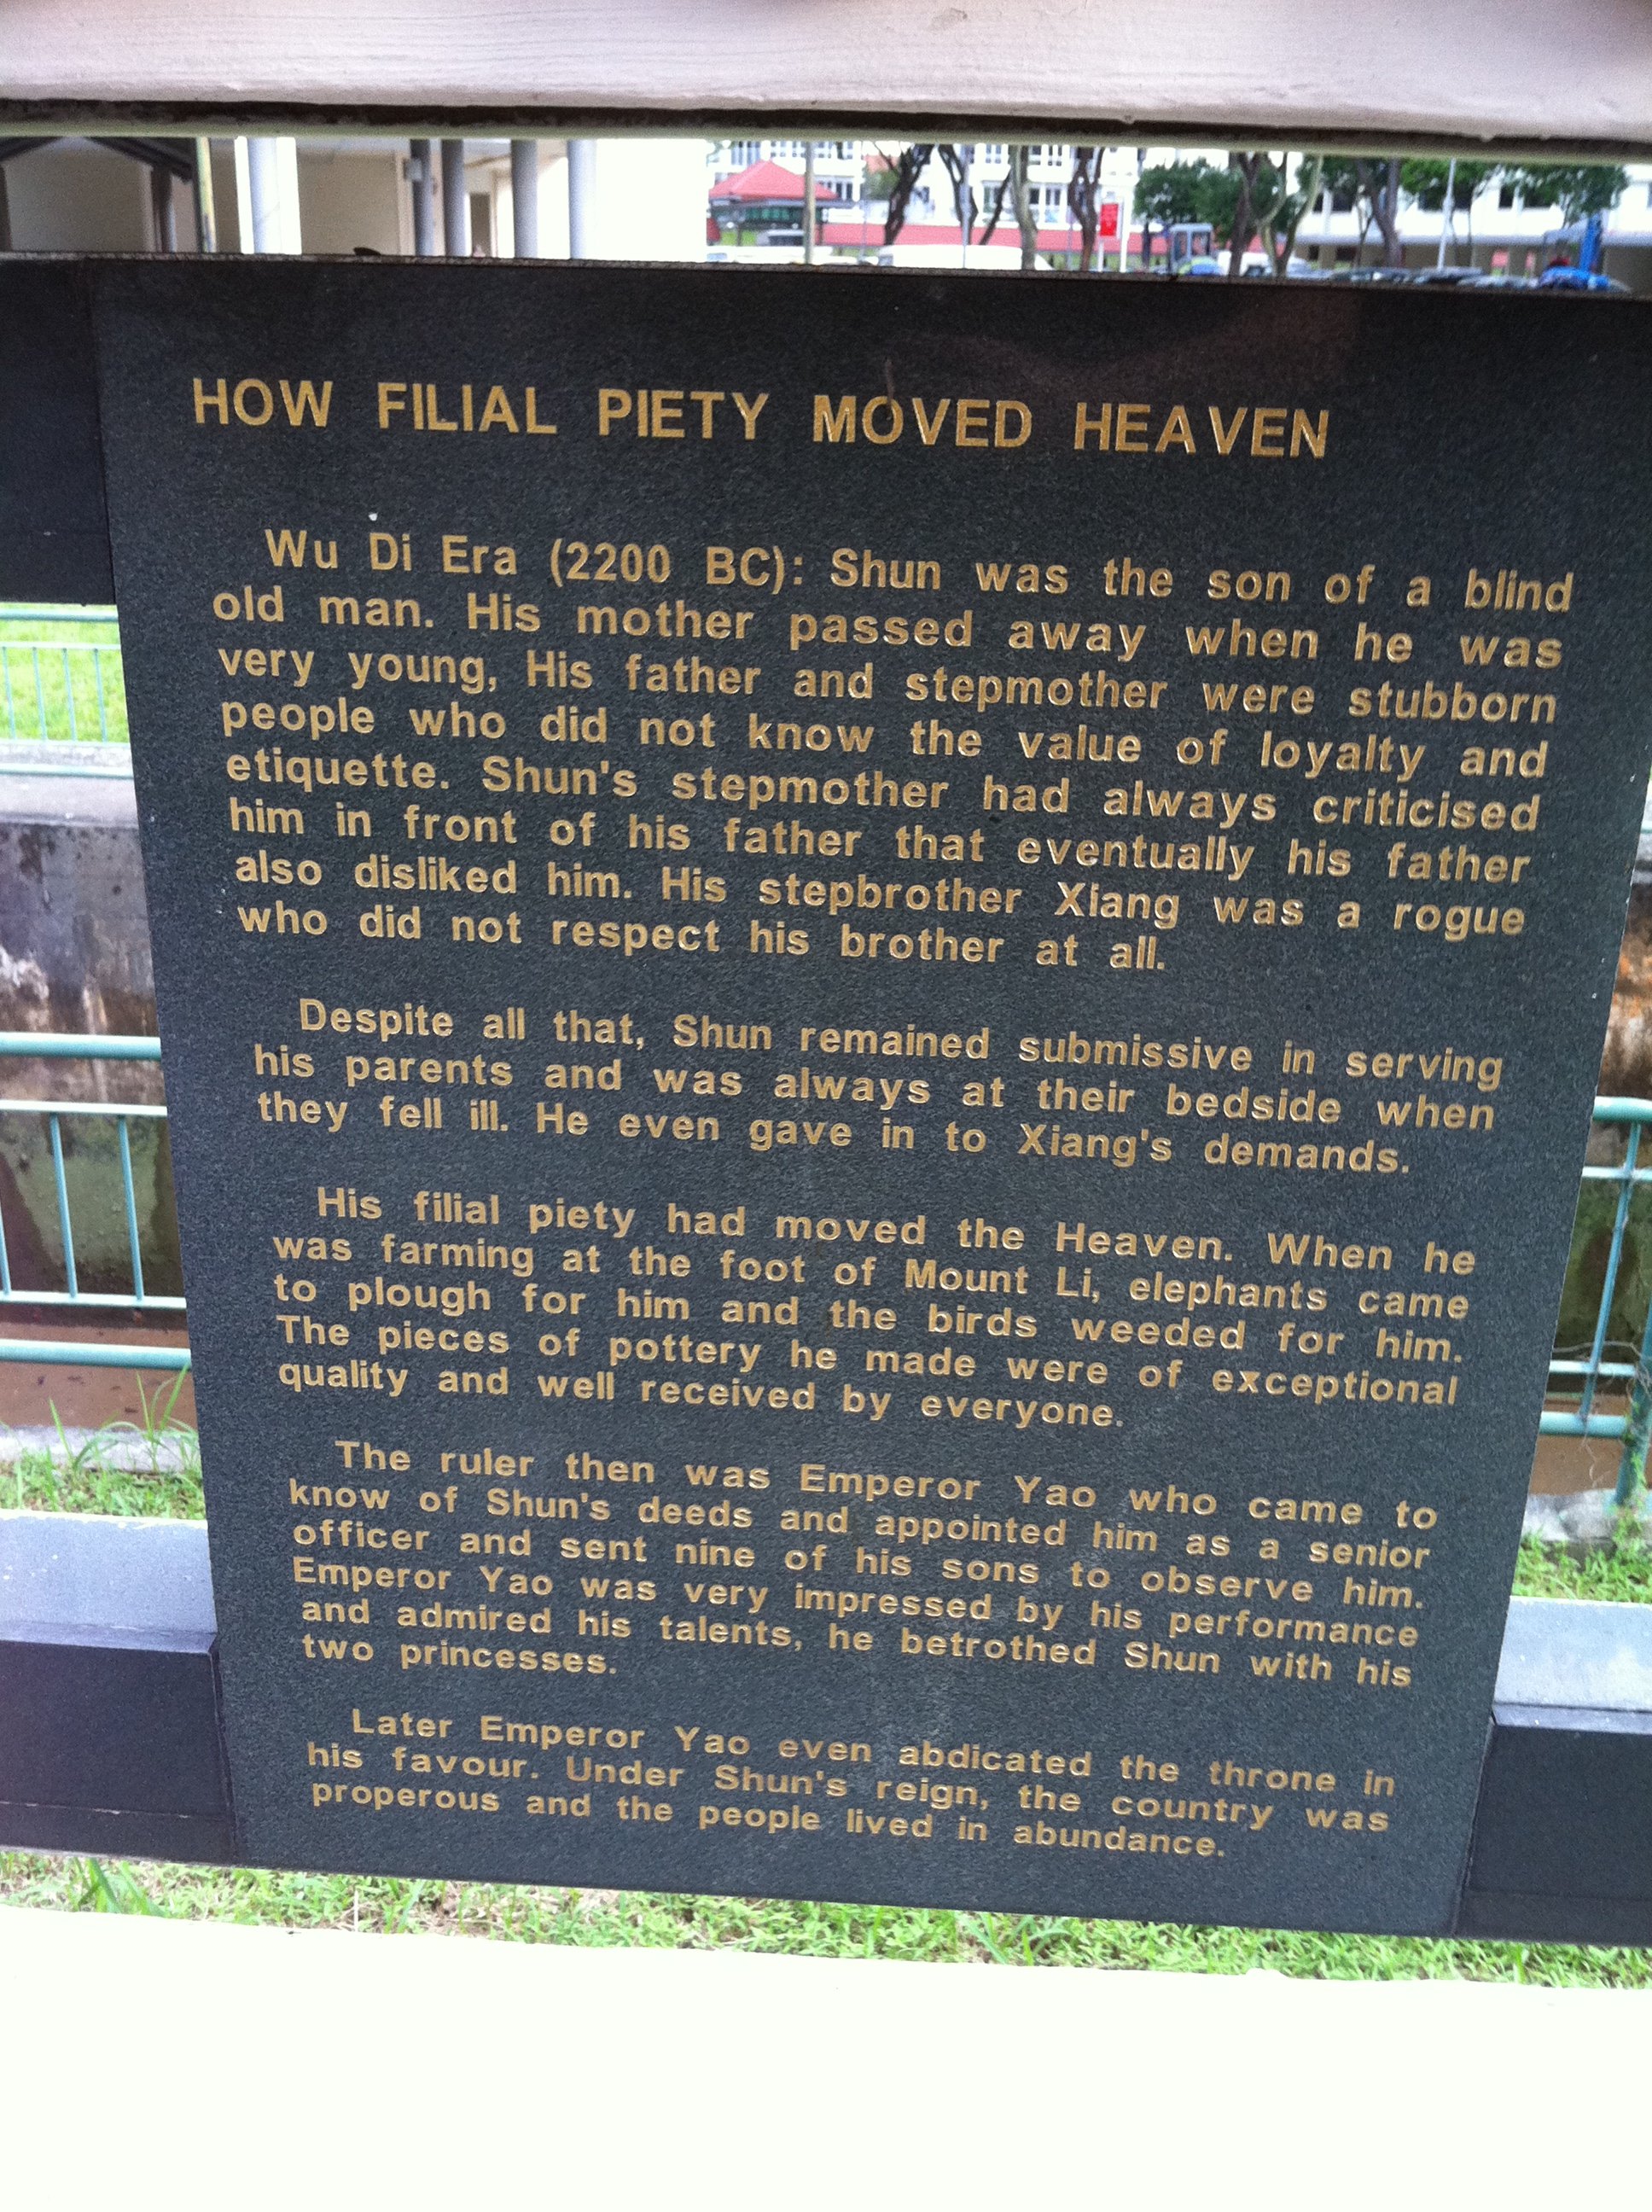 HOW FILIAL PIETY MOVED HEAVEN
Wu Di Era (2200 BC): Shun was the son of a blind
old man. His mother passed away when he was
very young, His father and stepmother were stubborn
people who did not know the value of loyalty and
etiquette. Shun's stepmother had always criticised
him in front of his father that eventually his father
also disliked him. His stepbrother Xiang was a rogue
who did not respect his brother at all.
Despite all that, Shun remained submissive in serving
his parents and was always at their bedside when
they fell ill. He even gave in to Xiang's demands.
His filial piety had moved the Heaven. When he
was farming at the foot of Mount Li, elephants came
to plough for him and the birds weeded for him.
The pieces of pottery he made were of exceptional
quality and well received by everyone.
The ruler then was Emperor Yao who came to
know of Shun's deeds and appointed him as a senior
officer and sent nine of his sons to observe him.
Emperor Yao was very impressed by his performance
and admired his talents, he betrothed Shun with his
two princesses.
Later Emperor Yao even abdicated the throne in
his favour. Under Shun's reign, the country was
properous and the people lived in abundance.